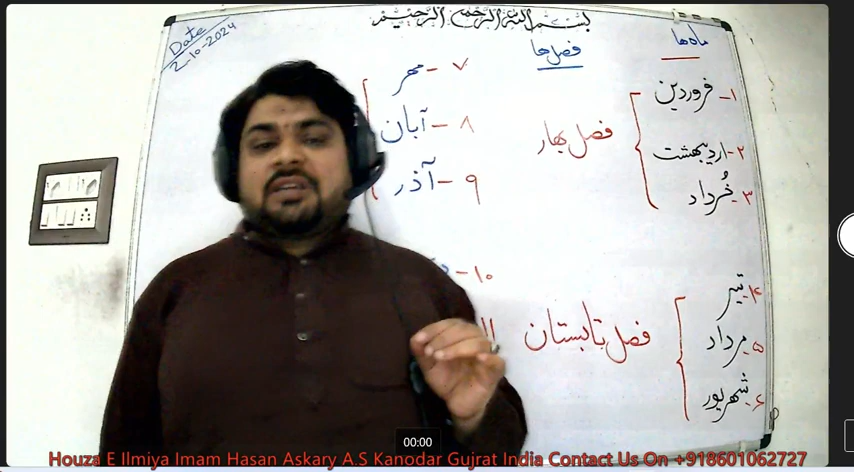 بسم الله الرحمن الرحیم
Date
2-10-2024
ماه‌ها
فصل‌ها
۱- فروردین
۲- اردیبهشت
۳- خُرداد
فصل بهار
۴- تیر
۵- مرداد
۶- شهریور
فصل تابستان
۷- مهر
۸- آبان
۹- آذر
۱۰-
00:00
Houza E Ilmiya Imam Hasan Askary A.S Kanodar Gujrat India Contact Us On +918601062727